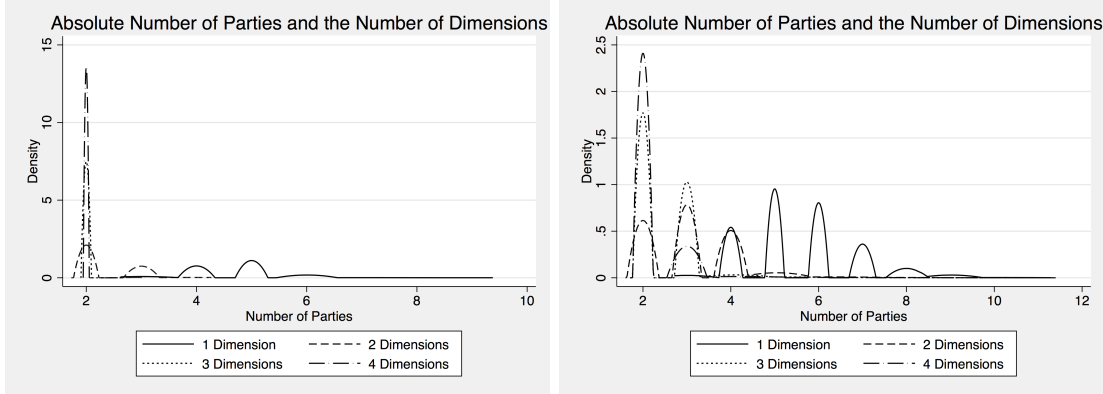 Absolute Number of Parties and the Number of Dimensions
15
10
5
0
Density
2 4 6 8 10
Number of Parties
1 Dimension 2 Dimensions
3 Dimensions 4 Dimensions
Absolute Number of Parties and the Number of Dimensions
2.5
2
1.5
1
.5
0
Density
2 4 6 8 10 12
Number of Parties
1 Dimension 2 Dimensions
3 Dimensions 4 Dimensions